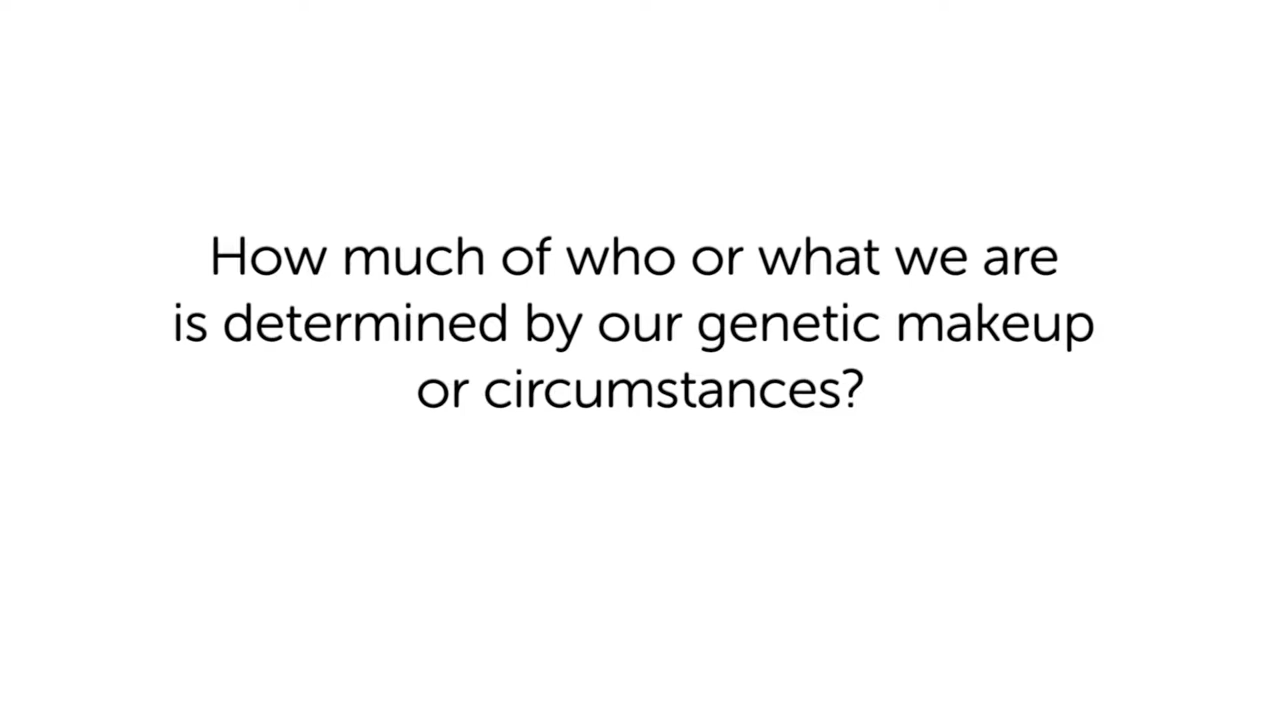 How much of who or what we are
is determined by our genetic makeup
or circumstances?